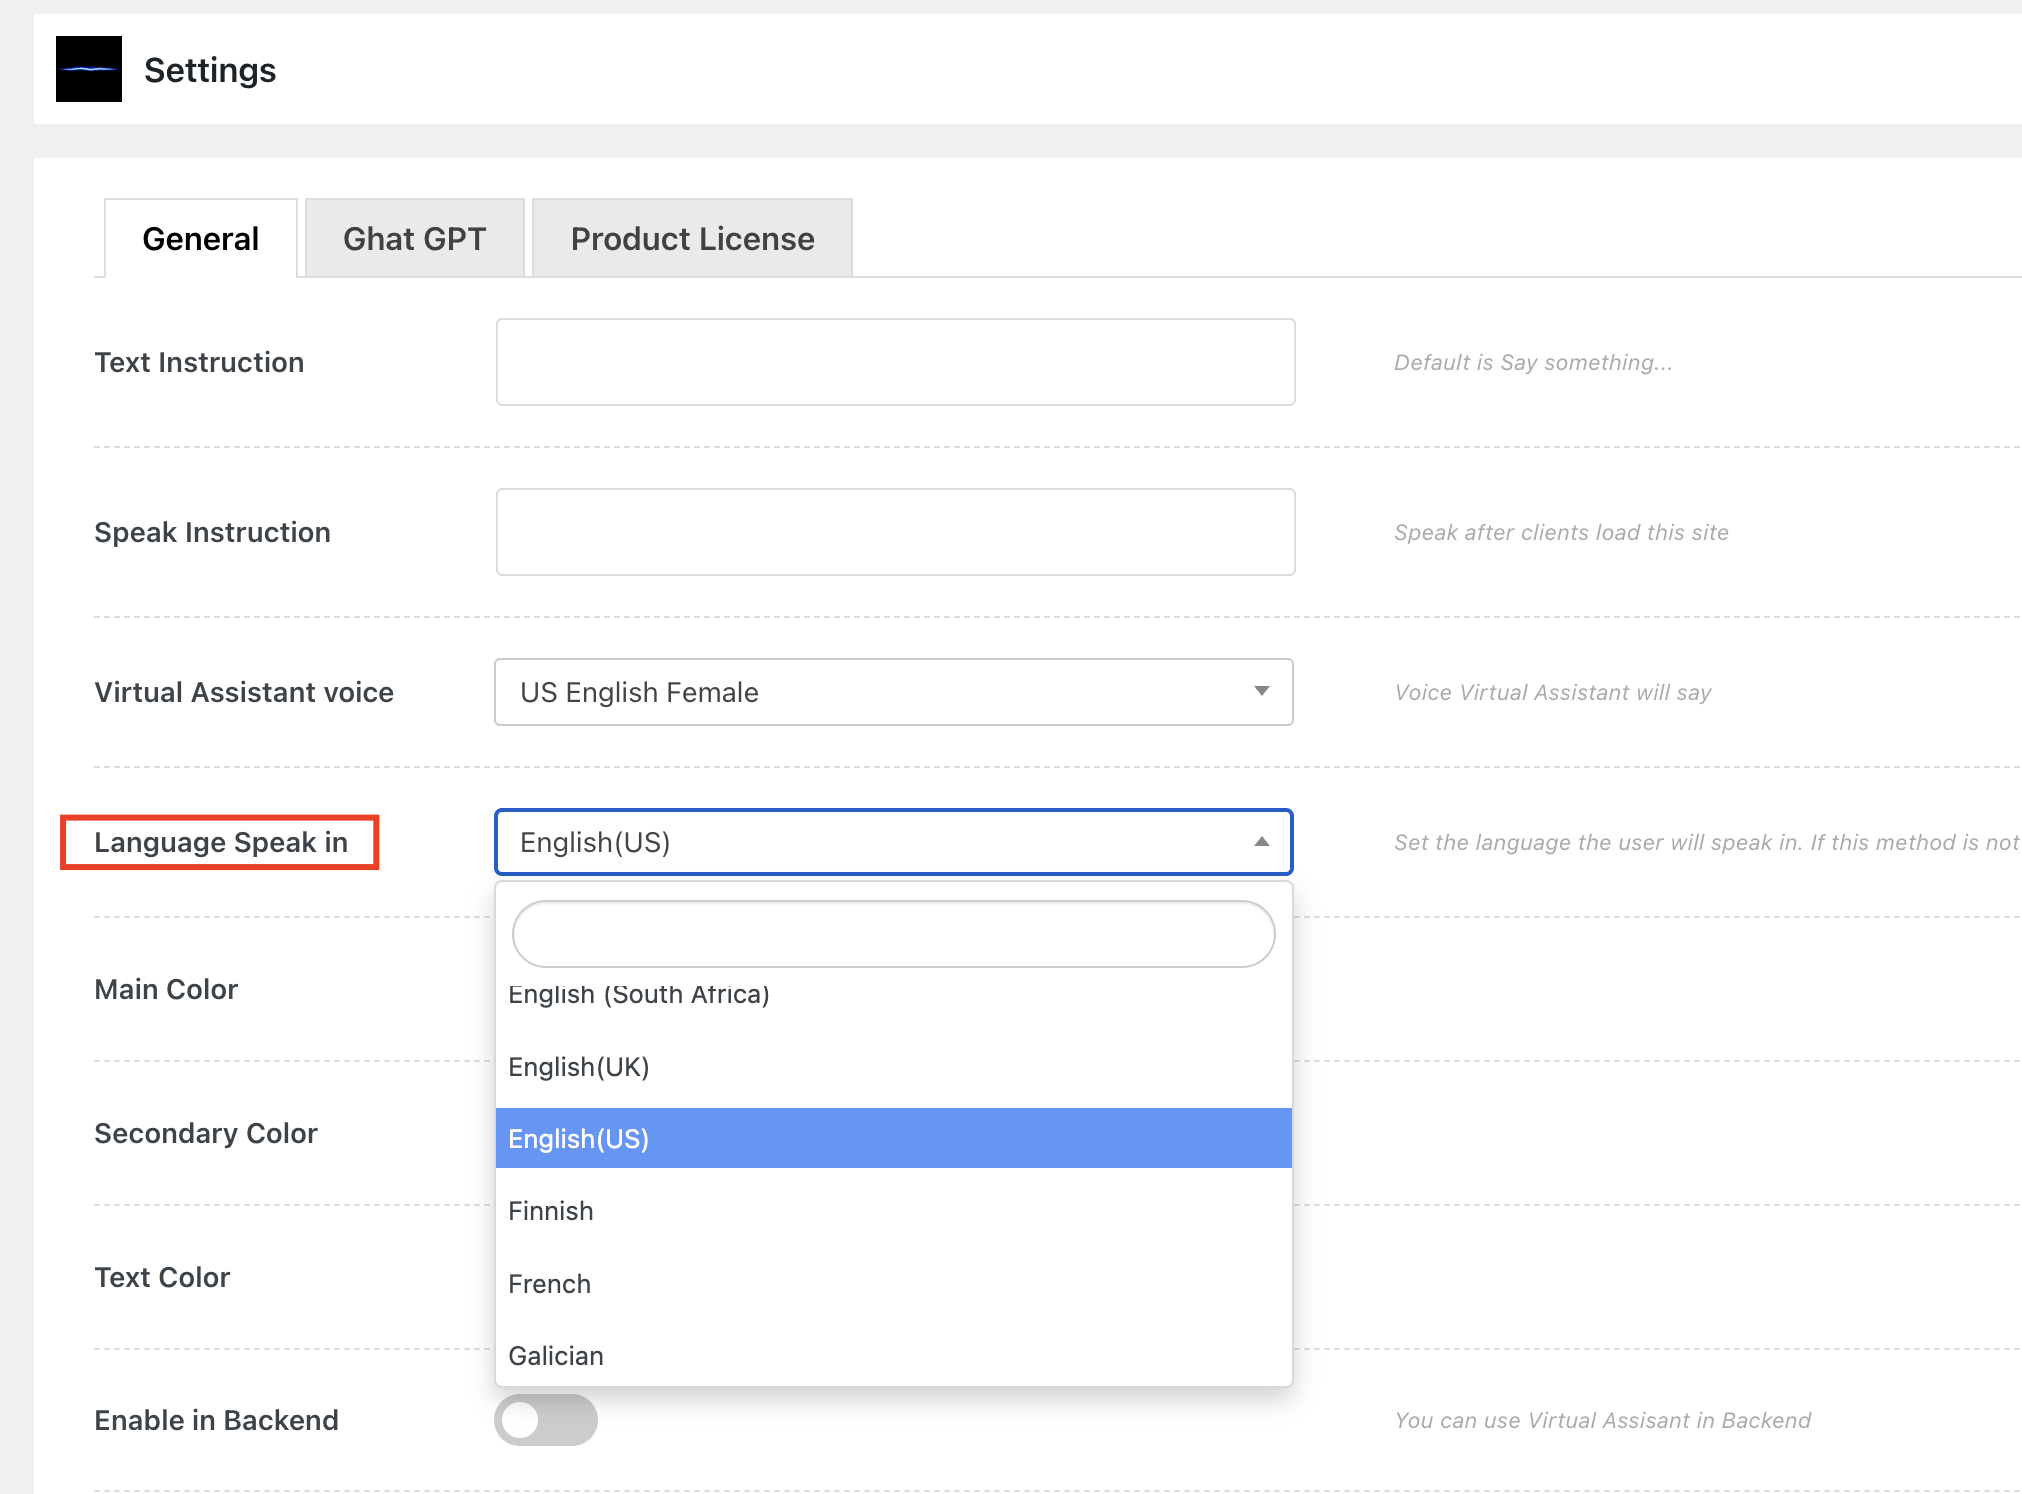 Settings
General
Ghat GPT
Product License
Text Instruction
Default is Say something...
Speak Instruction
Speak after clients load this site
Virtual Assistant voice
US English Female
Voice Virtual Assistant will say
Language Speak in
English(US)
Set the language the user will speak in. If this method is not
English (South Africa)
English(UK)
English(US)
Finnish
French
Galician
Main Color
Secondary Color
Text Color
Enable in Backend
You can use Virtual Assisant in Backend